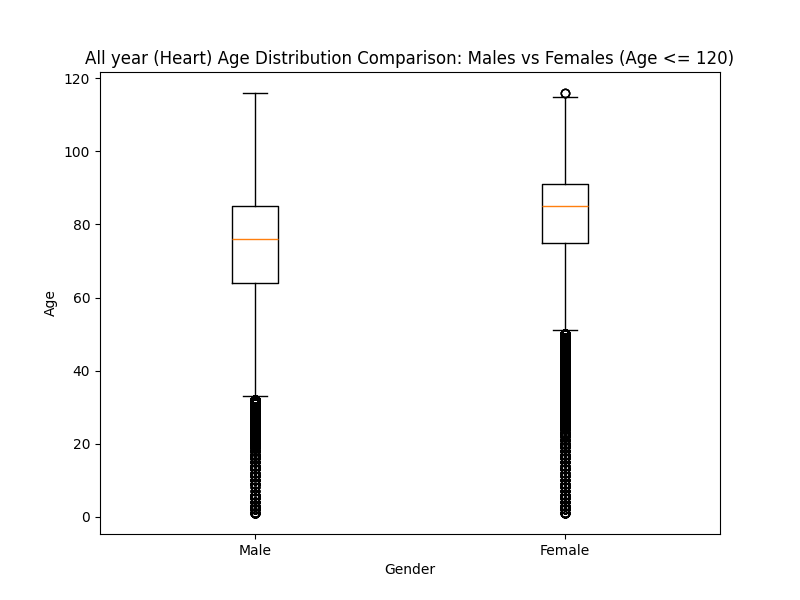 All year (Heart) Age Distribution Comparison: Males vs Females (Age <= 120)
120
100
80
60
40
20
0
Age
Male Female
Gender